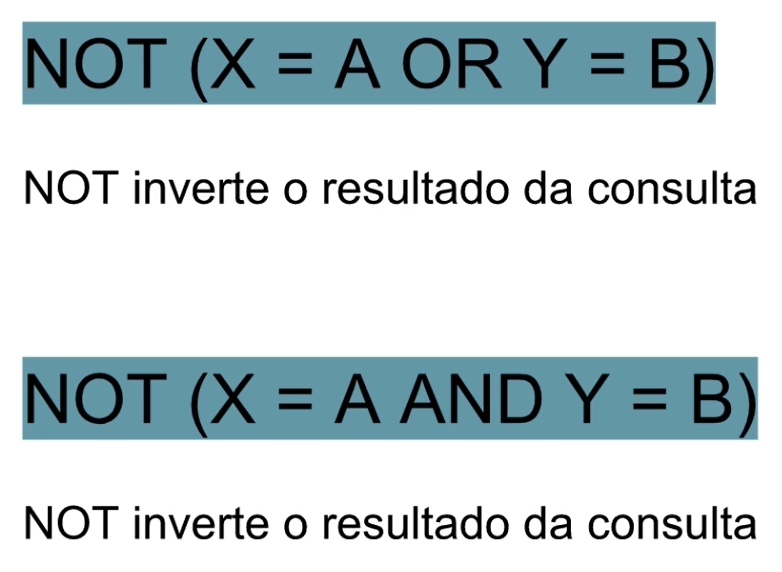 NOT (X = A OR Y = B)
NOT inverte o resultado da consulta
NOT (X = A AND Y = B)
NOT inverte o resultado da consulta